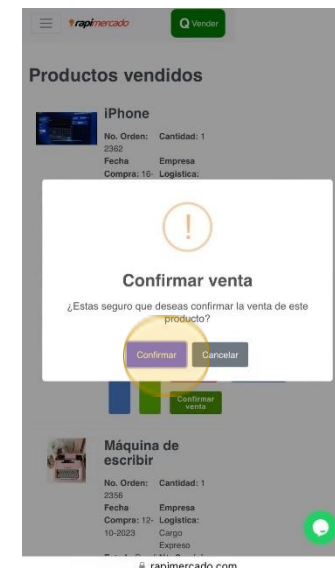 rapimercado
Vender
Productos vendidos
iPhone
No. Orden: Cantidad: 1
2362
Fecha Empresa
Compra: 16- Logistica:
!
Confirmar venta
¿Estas seguro que deseas confirmar la venta de este
producto?
Confirmar Cancelar
Confirmar
venta
Máquina de
escribir
No. Orden: Cantidad: 1
2356
Fecha Empresa
Compra: 12- Logistica:
10-2023 Cargo
Expreso
rapimercado.com